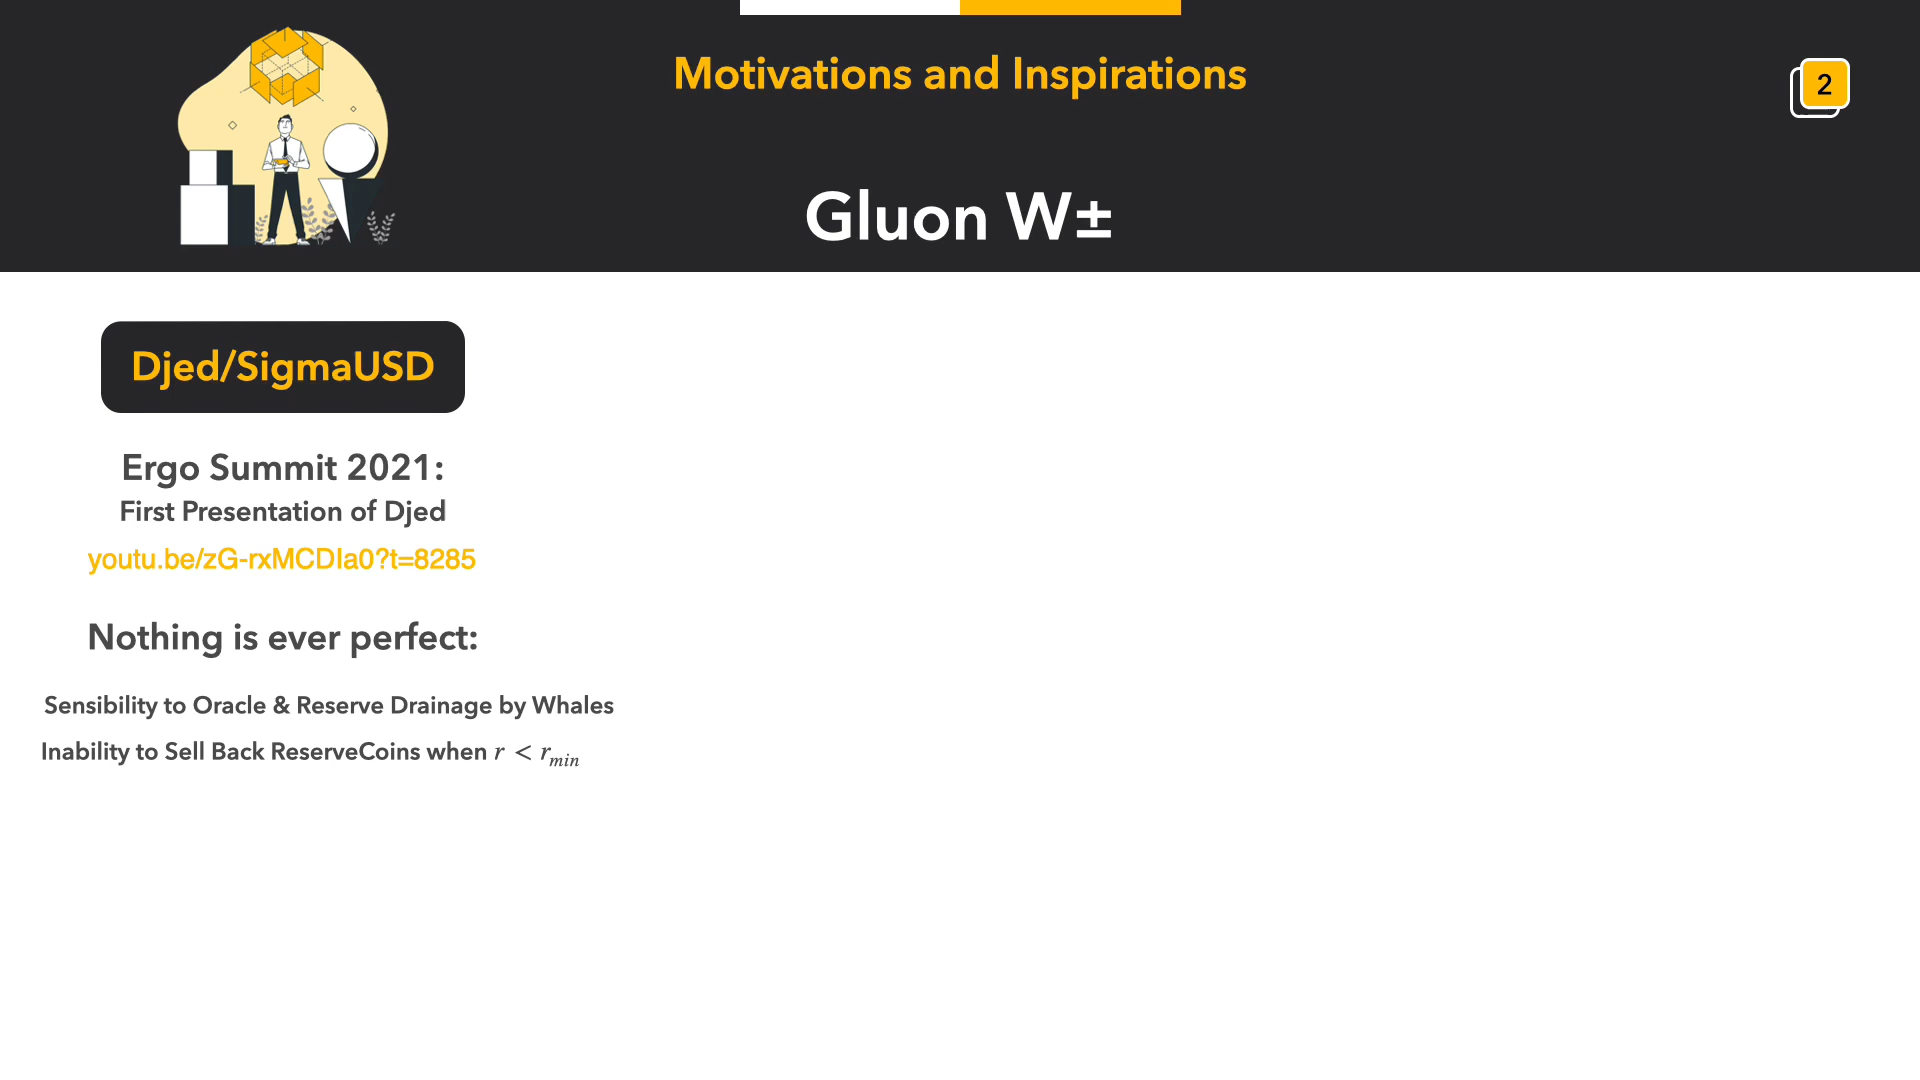 Motivations and Inspirations
2
Gluon W±
Djed/SigmaUSD
Ergo Summit 2021:
First Presentation of Djed
youtu.be/zG-rxMCDIa0?t=8285
Nothing is ever perfect:
Sensibility to Oracle & Reserve Drainage by Whales
Inability to Sell Back ReserveCoins when r < r_min